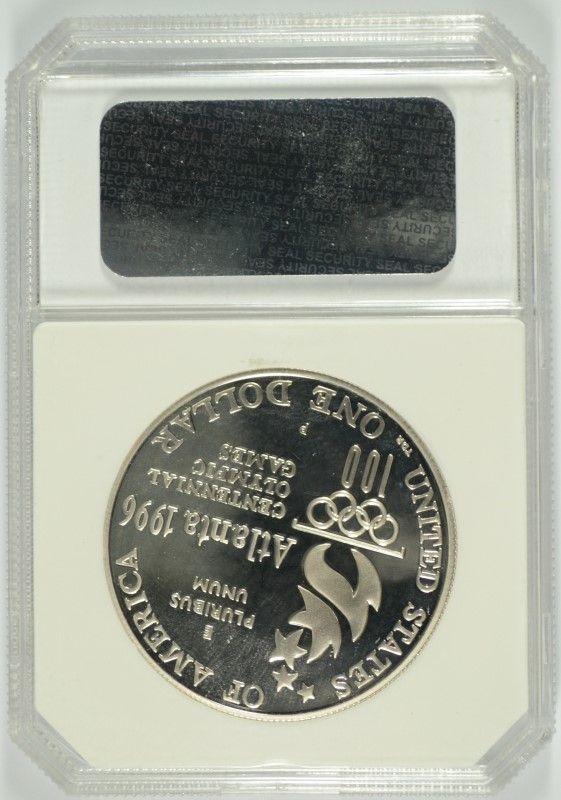 SECURITY SEAL SECURITY SEAL SECURITY SEAL
UNITED STATES OF AMERICA
E
PLURIBUS
UNUM
Atlanta 1996
CENTENNIAL
OLYMPIC
GAMES
100
P
ONE DOLLAR